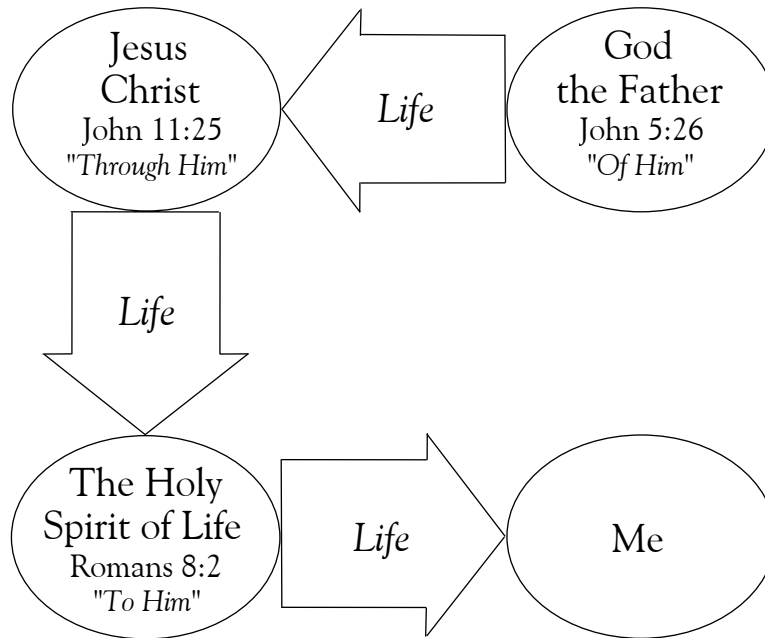 Jesus
Christ
John 11:25
"Through Him"
Life
God
the Father
John 5:26
"Of Him"
Life
The Holy
Spirit of Life
Romans 8:2
"To Him"
Life
Me